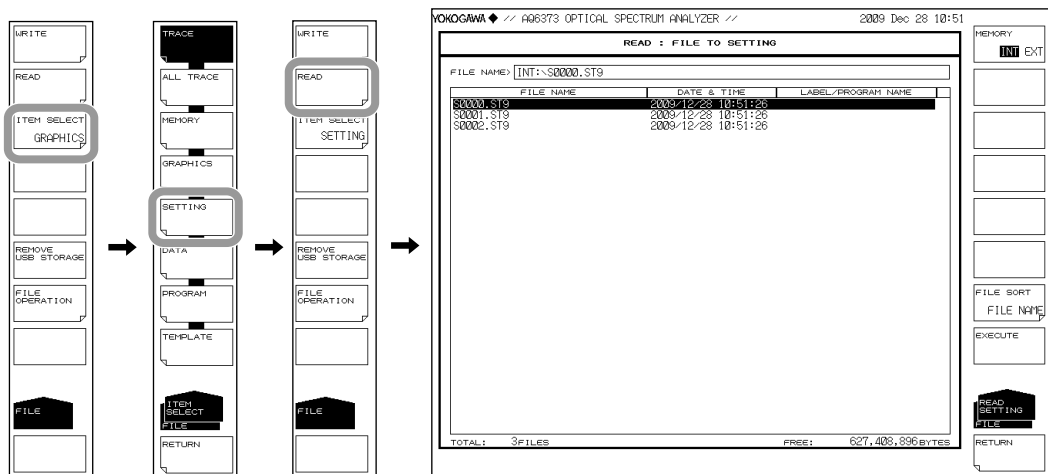 WRITE
READ
ITEM SELECT
GRAPHICS
REMOVE
USB STORAGE
FILE
OPERATION
FILE
TRACE
ALL TRACE
MEMORY
GRAPHICS
SETTING
DATA
PROGRAM
TEMPLATE
ITEM
SELECT
FILE
RETURN
WRITE
READ
ITEM SELECT
SETTING
REMOVE
USB STORAGE
FILE
OPERATION
FILE
YOKOGAWA ◆ // AQ6373 OPTICAL SPECTRUM ANALYZER // 2009 Dec 28 10:51
READ : FILE TO SETTING
FILE NAME> INT:\S0000.ST9
FILE NAME DATE & TIME LABEL/PROGRAM NAME
S0000.ST9 2009/12/28 10:51:26
S0001.ST9 2009/12/28 10:51:26
S0002.ST9 2009/12/28 10:51:26
TOTAL: 3FILES FREE: 627,408,896BYTES
MEMORY
INT EXT
FILE SORT
FILE NAME
EXECUTE
READ
SETTING
FILE
RETURN